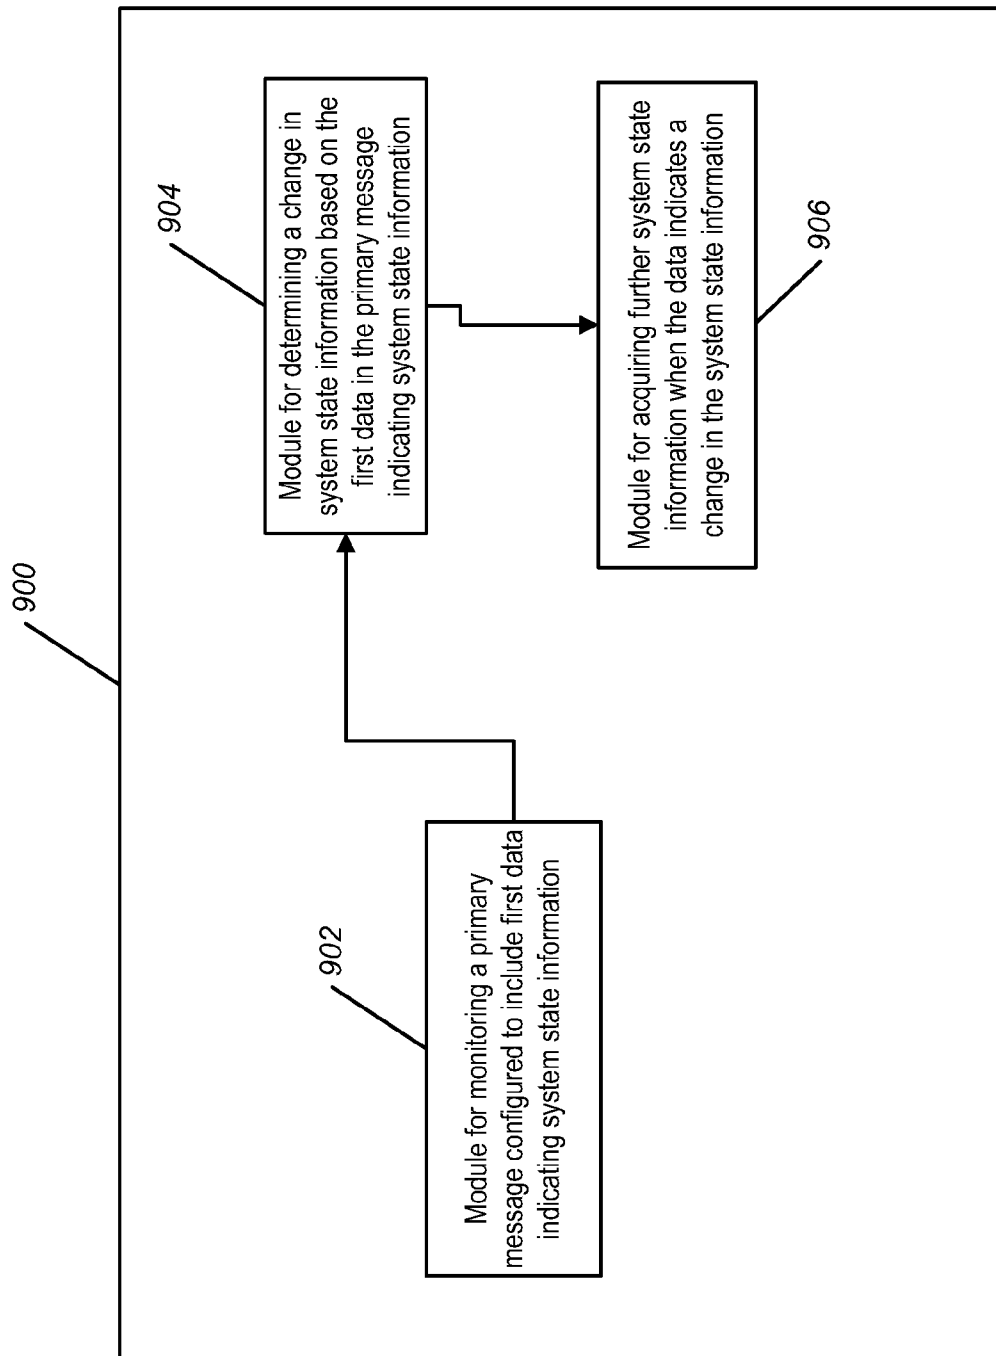 900
902
Module for monitoring a primary
message configured to include first data
indicating system state information
904
Module for determining a change in
system state information based on the
first data in the primary message
indicating system state information
906
Module for acquiring further system state
information when the data indicates a
change in the system state information